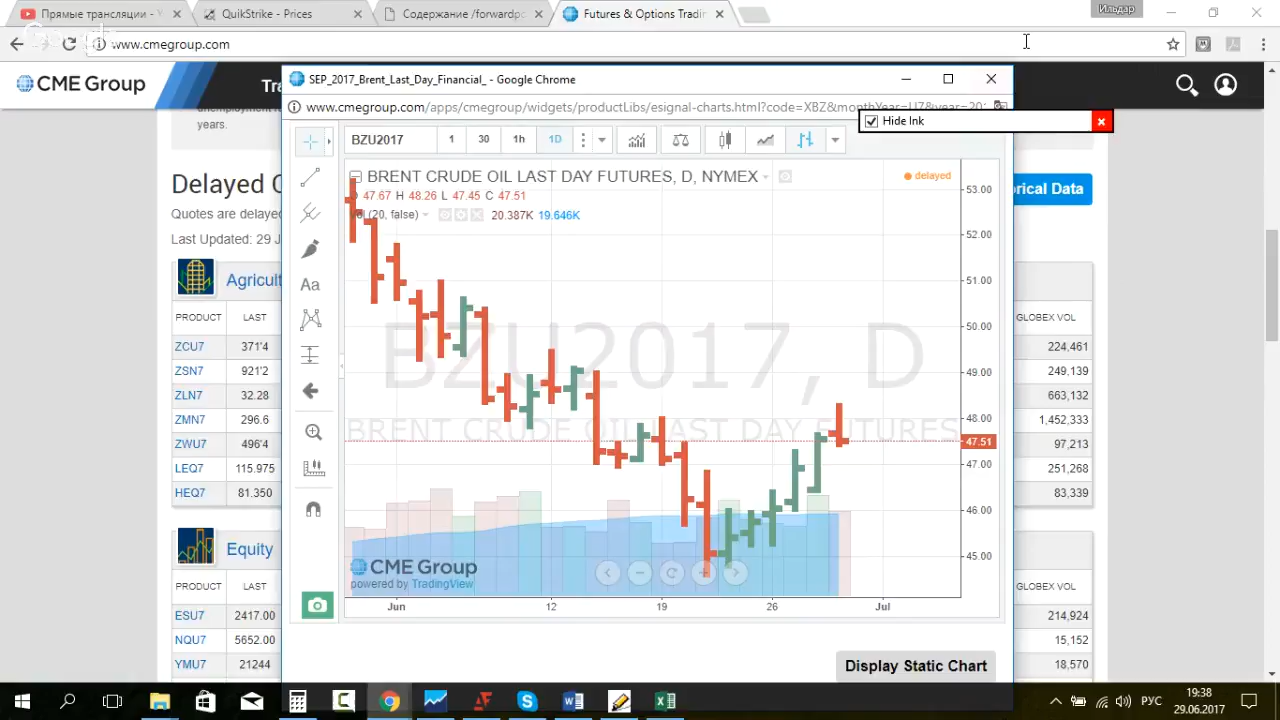 Прямые трансляции - Y
QuikStrike - Prices
Содержание /forwardpo
Futures & Options Tradin
Ильдар
www.cmegroup.com
CME Group
Tra
SEP_2017_Brent_Last_Day_Financial_ - Google Chrome
www.cmegroup.com/apps/cmegroup/widgets/productLibs/esignal-charts.html?code=XBZ&monthYear=U7&year=20
Hide Ink
years.
BZU2017
1
30
1h
1D
BRENT CRUDE OIL LAST DAY FUTURES, D, NYMEX
delayed
O 47.67 H 48.26 L 47.45 C 47.51
Vol (20, false)
20.387K 19.646K
Delayed
orical Data
Quotes are delaye
Last Updated: 29 J
Agricult
PRODUCT LAST
GLOBEX VOL
ZCU7 371'4 224,461
ZSN7 921'2 249,139
ZLN7 32.28 663,132
ZMN7 296.6 1,452,333
ZWU7 496'4 97,213
LEQ7 115.975 251,268
HEQ7 81.350 83,339
Equity
PRODUCT LAST
GLOBEX VOL
ESU7 2417.00 214,924
NQU7 5652.00 15,152
YMU7 21244 18,570
Aa
BZU2017, D
BRENT CRUDE OIL LAST DAY FUTURES
53.00
52.00
51.00
50.00
49.00
48.00
47.51
47.00
46.00
45.00
CME Group
powered by TradingView
Jun 12 19 26 Jul
Display Static Chart
РУС
19:38
29.06.2017